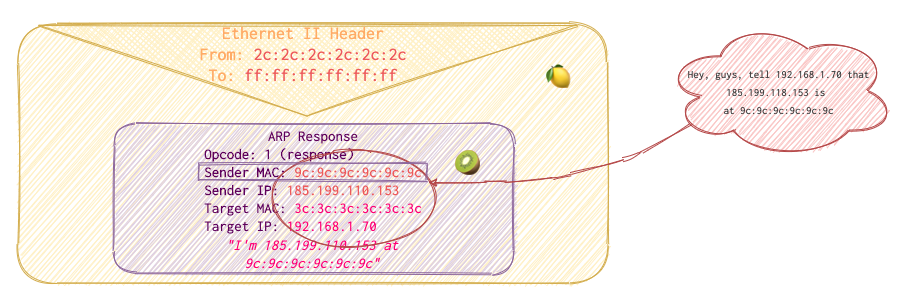 Ethernet II Header
From: 2c:2c:2c:2c:2c:2c
To: ff:ff:ff:ff:ff:ff
ARP Response
Opcode: 1 (response)
Sender MAC: 9c:9c:9c:9c:9c:9c
Sender IP: 185.199.110.153
Target MAC: 3c:3c:3c:3c:3c:3c
Target IP: 192.168.1.70
"I'm 185.199.110.153 at
9c:9c:9c:9c:9c:9c"
Hey, guys, tell 192.168.1.70 that
185.199.118.153 is
at 9c:9c:9c:9c:9c:9c